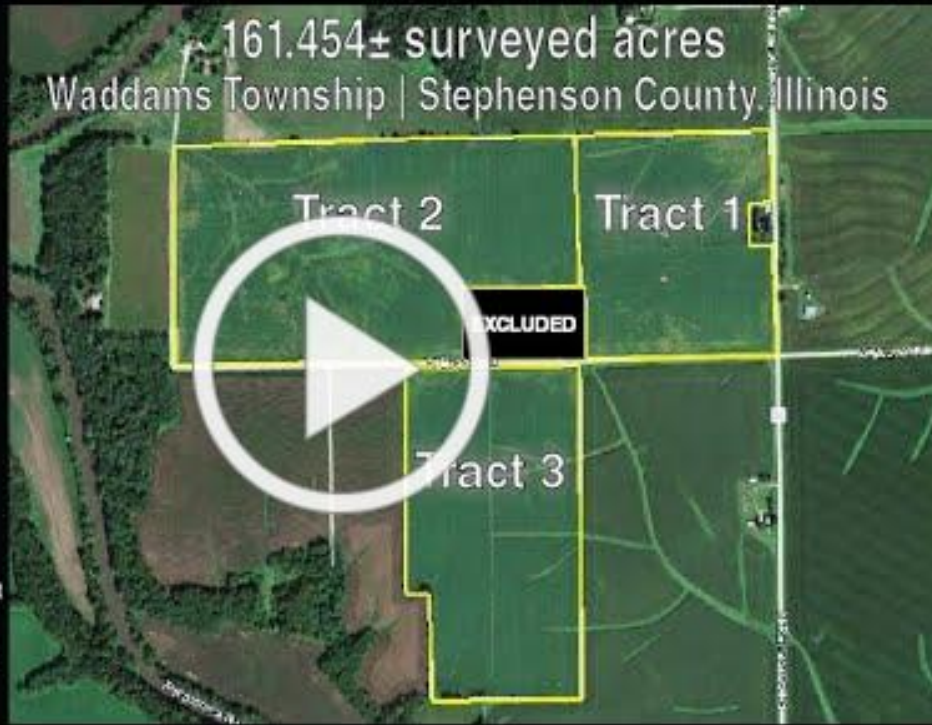 161.454± surveyed acres
Waddams Township | Stephenson County. Illinois
Tract 2
Tract 1
EXCLUDED
Tract 3